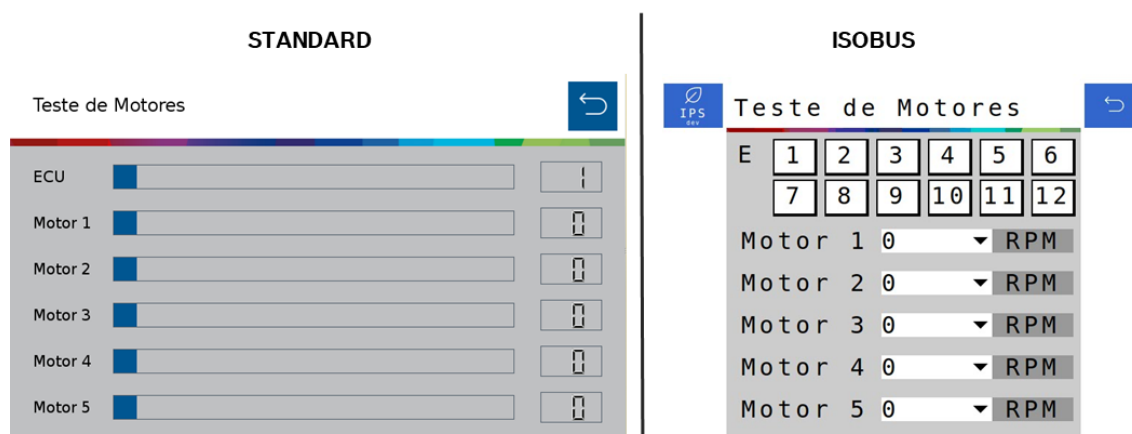 STANDARD
Teste de Motores
ECU 1
Motor 1 0
Motor 2 0
Motor 3 0
Motor 4 0
Motor 5 0
ISOBUS
IPS
dev
Teste de Motores
E 1 2 3 4 5 6
7 8 9 10 11 12
Motor 1 0 RPM
Motor 2 0 RPM
Motor 3 0 RPM
Motor 4 0 RPM
Motor 5 0 RPM